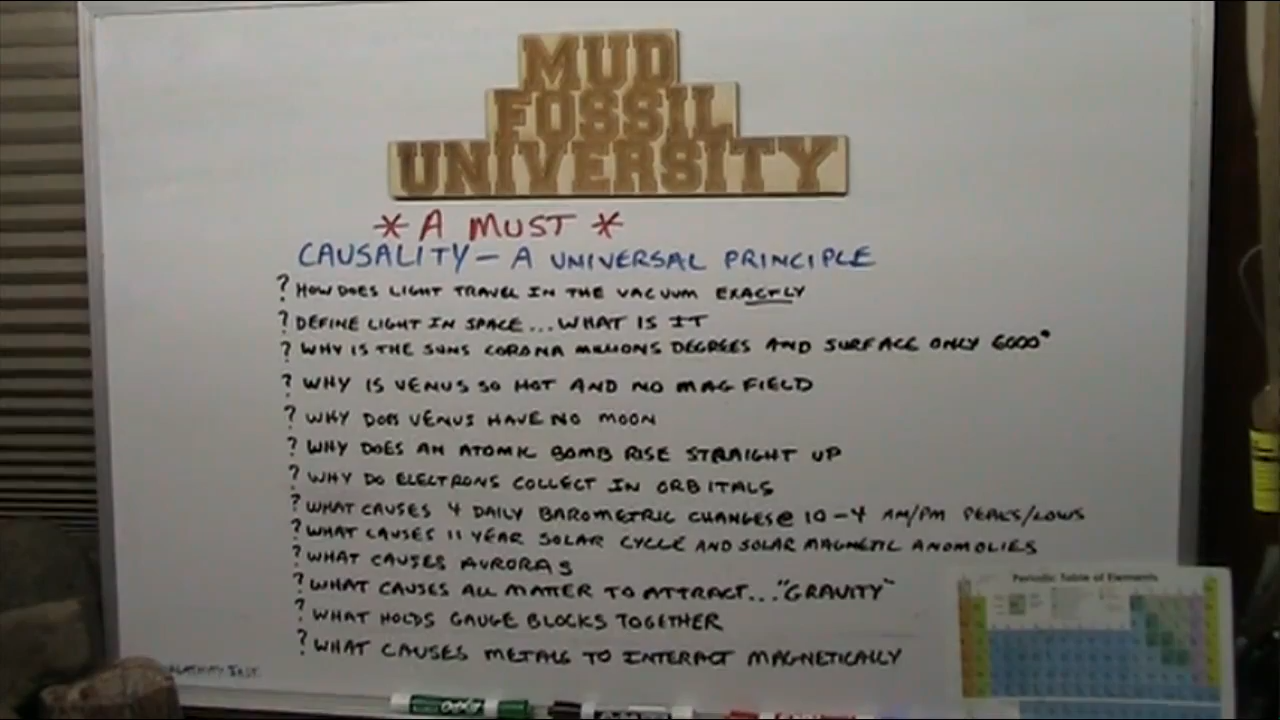 MUD
FOSSIL
UNIVERSITY
* A MUST *
CAUSALITY – A UNIVERSAL PRINCIPLE
? HOW DOES LIGHT TRAVEL IN THE VACUUM EXACTLY
? DEFINE LIGHT IN SPACE... WHAT IS IT
? WHY IS THE SUNS CORONA MILLIONS DEGREES AND SURFACE ONLY 6000°
? WHY IS VENUS SO HOT AND NO MAG FIELD
? WHY DOES VENUS HAVE NO MOON
? WHY DOES AN ATOMIC BOMB RISE STRAIGHT UP
? WHY DO ELECTRONS COLLECT IN ORBITALS
? WHAT CAUSES 4 DAILY BAROMETRIC CHANGES @ 10-4 AM/PM PEAKS/LOWS
? WHAT CAUSES 11 YEAR SOLAR CYCLE AND SOLAR MAGNETIC ANOMOLIES
? WHAT CAUSES AURORAS
? WHAT CAUSES ALL MATTER TO ATTRACT... "GRAVITY"
? WHAT HOLDS GAUGE BLOCKS TOGETHER
? WHAT CAUSES METALS TO INTERACT MAGNETICALLY
Periodic Table of Elements
EXPO